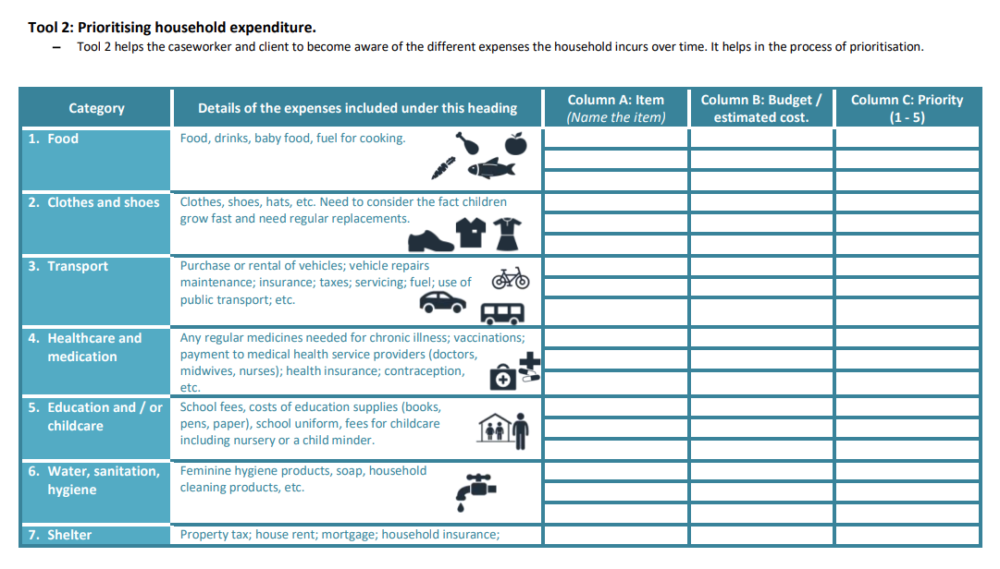 Tool 2: Prioritising household expenditure.
– Tool 2 helps the caseworker and client to become aware of the different expenses the household incurs over time. It helps in the process of prioritisation.
Category
Details of the expenses included under this heading
Column A: Item
(Name the item)
Column B: Budget /
estimated cost.
Column C: Priority
(1 - 5)
1. Food
Food, drinks, baby food, fuel for cooking.
2. Clothes and shoes
Clothes, shoes, hats, etc. Need to consider the fact children
grow fast and need regular replacements.
3. Transport
Purchase or rental of vehicles; vehicle repairs
maintenance; insurance; taxes; servicing; fuel; use of
public transport; etc.
4. Healthcare and
medication
Any regular medicines needed for chronic illness; vaccinations;
payment to medical health service providers (doctors,
midwives, nurses); health insurance; contraception,
etc.
5. Education and / or
childcare
School fees, costs of education supplies (books,
pens, paper), school uniform, fees for childcare
including nursery or a child minder.
6. Water, sanitation,
hygiene
Feminine hygiene products, soap, household
cleaning products, etc.
7. Shelter
Property tax; house rent; mortgage; household insurance;